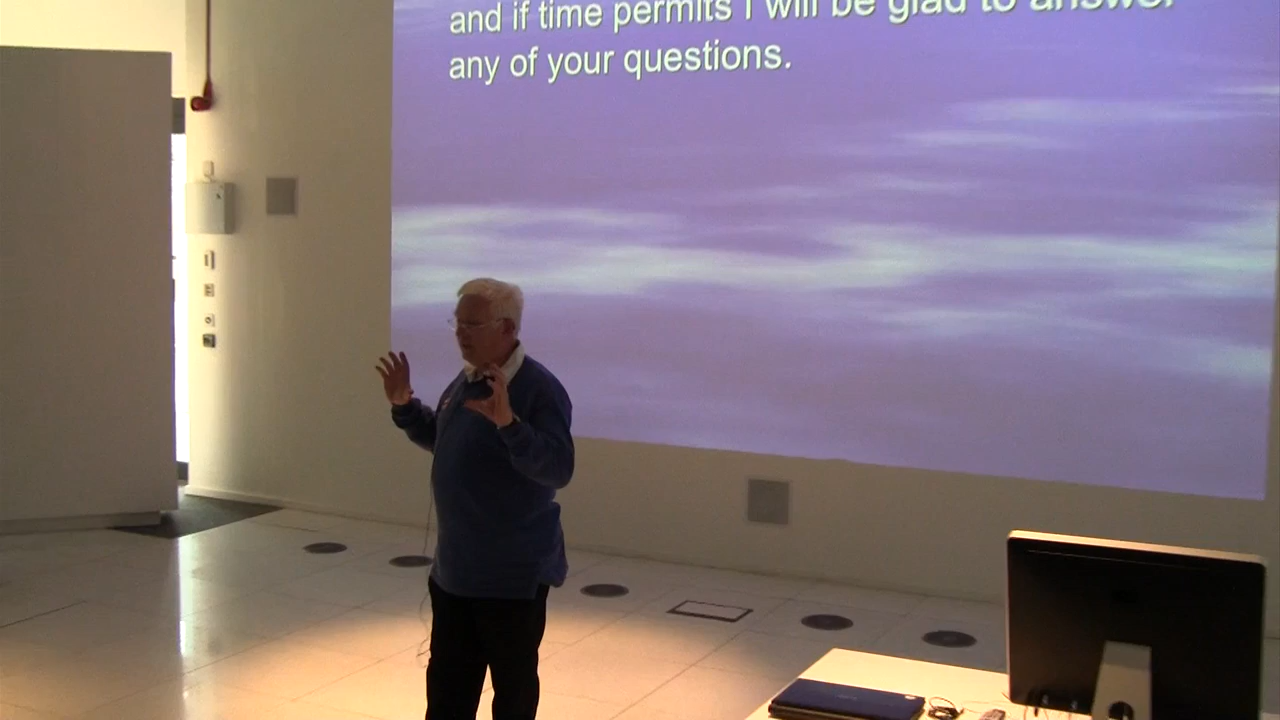 and if time permits I will be glad to answer
any of your questions.